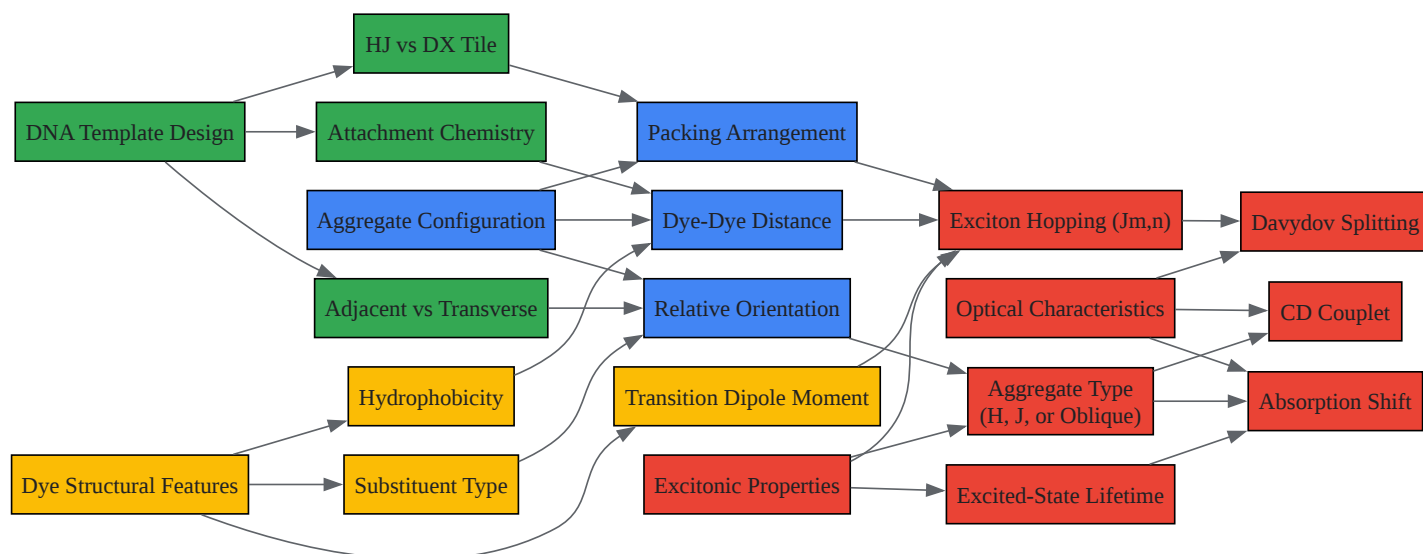 HJ vs DX Tile
DNA Template Design
Attachment Chemistry
Packing Arrangement
Aggregate Configuration
Dye-Dye Distance
Exciton Hopping (Jm,n)
Davydov Splitting
Adjacent vs Transverse
Relative Orientation
Optical Characteristics
CD Couplet
Hydrophobicity
Transition Dipole Moment
Aggregate Type
(H, J, or Oblique)
Absorption Shift
Dye Structural Features
Substituent Type
Excitonic Properties
Excited-State Lifetime